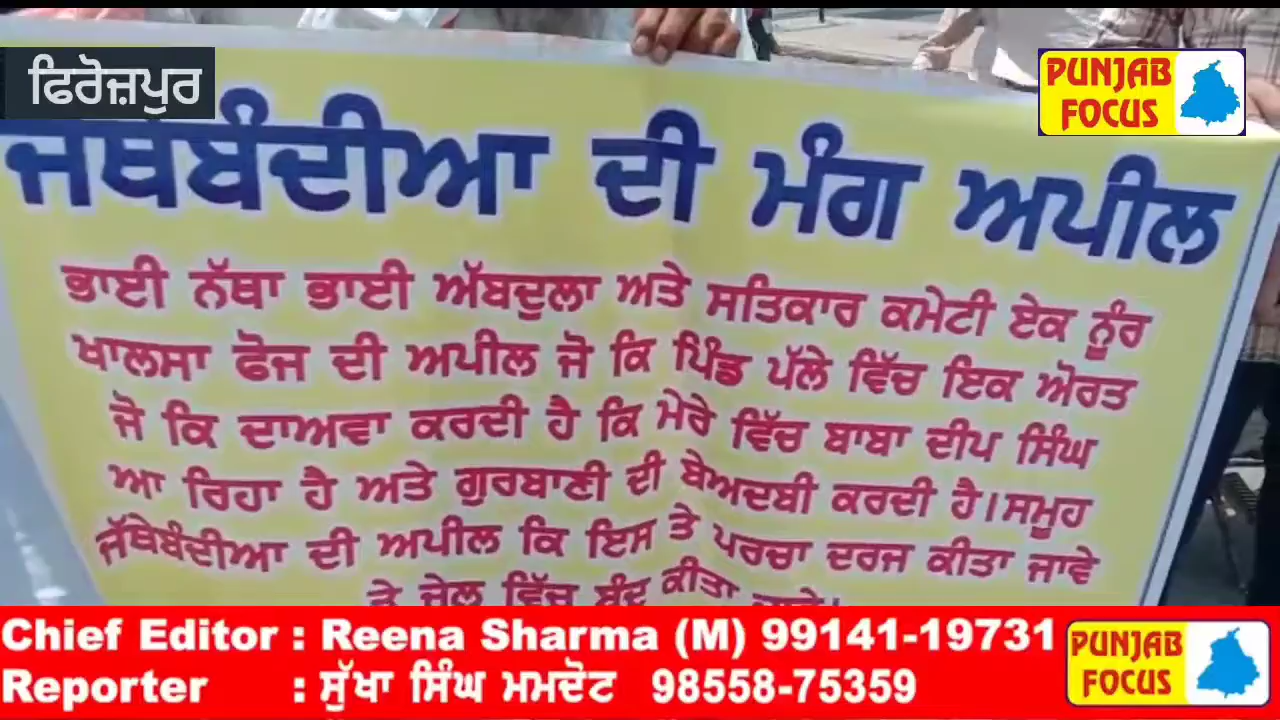 ਫਿਰੋਜ਼ਪੁਰ
PUNJAB
FOCUS
ਜਥੇਬੰਦੀਆ ਦੀ ਮੰਗ ਅਪੀਲ
ਭਾਈ ਨੱਥਾ ਭਾਈ ਅੱਬਦੁਲਾ ਅਤੇ ਸਤਿਕਾਰ ਕਮੇਟੀ ਏਕ ਨੂੰਰ
ਖਾਲਸਾ ਫੋਜ ਦੀ ਅਪੀਲ ਜੋ ਕਿ ਪਿੰਡ ਪੱਲੇ ਵਿੱਚ ਇਕ ਔਰਤ
ਜੋ ਕਿ ਦਾਅਵਾ ਕਰਦੀ ਹੈ ਕਿ ਮੇਰੇ ਵਿੱਚ ਬਾਬਾ ਦੀਪ ਸਿੰਘ
ਆ ਰਿਹਾ ਹੈ ਅਤੇ ਗੁਰਬਾਣੀ ਦੀ ਬੇਅਦਬੀ ਕਰਦੀ ਹੈ।ਸਮੂਹ
ਜੱਥੇਬੰਦੀਆ ਦੀ ਅਪੀਲ ਕਿ ਇਸ ਤੇ ਪਰਚਾ ਦਰਜ ਕੀਤਾ ਜਾਵੇ
ਤੇ ਜੇਲ ਵਿੱਚ ਬੰਦ ਕੀਤਾ ਜਾਵੇ।
Chief Editor : Reena Sharma (M) 99141-19731
Reporter : ਸੁੱਖਾ ਸਿੰਘ ਮਮਦੋਟ 98558-75359
PUNJAB
FOCUS